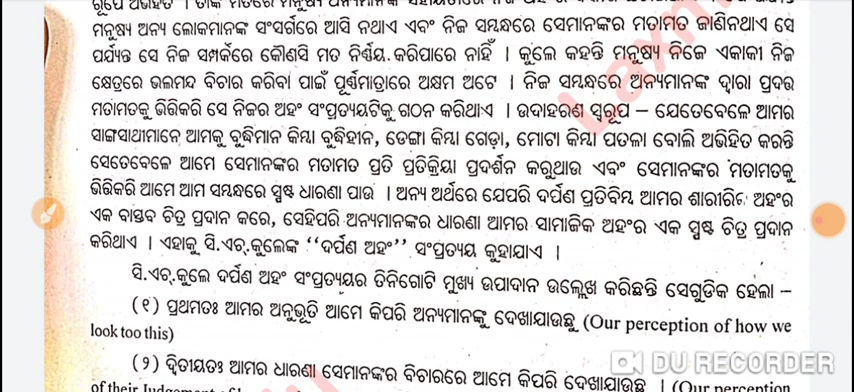 ମନୁଷ୍ୟ ଅନ୍ୟ ଲୋକମାନଙ୍କ ସଂସର୍ଗରେ ଆସି ନଥାଏ ଏବଂ ନିଜ ସମ୍ବନ୍ଧରେ ସେମାନଙ୍କର ମତାମତ ଜାଣିନଥାଏ ସେ
ପର୍ଯ୍ୟନ୍ତ ସେ ନିଜ ସମ୍ପର୍କରେ କୌଣସି ମତ ନିର୍ଣ୍ଣୟ କରିପାରେ ନାହିଁ । କୁଲେ କହନ୍ତି ମନୁଷ୍ୟ ନିଜେ ଏକାକୀ ନିଜ
କ୍ଷେତ୍ରରେ ଭଲମନ୍ଦ ବିଚାର କରିବା ପାଇଁ ପୂର୍ଣ୍ଣମାତ୍ରାରେ ଅକ୍ଷମ ଅଟେ । ନିଜ ସମ୍ବନ୍ଧରେ ଅନ୍ୟମାନଙ୍କ ଦ୍ୱାରା ପ୍ରଦତ୍ତ
ମତାମତକୁ ଭିତ୍ତିକରି ସେ ନିଜର ଅହଂ ସଂପ୍ରତ୍ୟୟଟିକୁ ଗଠନ କରିଥାଏ । ଉଦାହରଣ ସ୍ୱରୂପ – ଯେତେବେଳେ ଆମର
ସାଙ୍ଗସାଥୀମାନେ ଆମକୁ ବୁଦ୍ଧିମାନ କିମ୍ବା ବୁଦ୍ଧିହୀନ, ଡେଙ୍ଗା କିମ୍ବା ଗେଡ଼ା, ମୋଟା କିମ୍ବା ପତଳା ବୋଲି ଅଭିହିତ କରନ୍ତି
ସେତେବେଳେ ଆମେ ସେମାନଙ୍କର ମତାମତ ପ୍ରତି ପ୍ରତିକ୍ରିୟା ପ୍ରଦର୍ଶନ କରୁଥାଉ ଏବଂ ସେମାନଙ୍କର ମତାମତକୁ
ଭିତ୍ତିକରି ଆମେ ଆମ ସମ୍ବନ୍ଧରେ ସ୍ପଷ୍ଟ ଧାରଣା ପାଉ । ଅନ୍ୟ ଅର୍ଥରେ ଯେପରି ଦର୍ପଣ ପ୍ରତିବିମ୍ବ ଆମର ଶାରୀରିକ ଅହଂର
ଏକ ବାସ୍ତବ ଚିତ୍ର ପ୍ରଦାନ କରେ, ସେହିପରି ଅନ୍ୟମାନଙ୍କର ଧାରଣା ଆମର ସାମାଜିକ ଅହଂର ଏକ ସ୍ପଷ୍ଟ ଚିତ୍ର ପ୍ରଦାନ
କରିଥାଏ । ଏହାକୁ ସି.ଏଚ୍.କୁଲେଙ୍କ "ଦର୍ପଣ ଅହଂ" ସଂପ୍ରତ୍ୟୟ କୁହାଯାଏ ।
ସି.ଏଚ୍.କୁଲେ ଦର୍ପଣ ଅହଂ ସଂପ୍ରତ୍ୟୟର ତିନିଗୋଟି ମୁଖ୍ୟ ଉପାଦାନ ଉଲ୍ଲେଖ କରିଛନ୍ତି ସେଗୁଡିକ ହେଲା –
(୧) ପ୍ରଥମତଃ ଆମର ଅନୁଭୂତି ଆମେ କିପରି ଅନ୍ୟମାନଙ୍କୁ ଦେଖାଯାଉଛୁ (Our perception of how we
look too this)
(୨) ଦ୍ୱିତୀୟତଃ ଆମର ଧାରଣା ସେମାନଙ୍କର ବିଚାରରେ ଆମେ କିପରି ଦେଖାଯାଉଛୁ । (Our perception
DU RECORDER